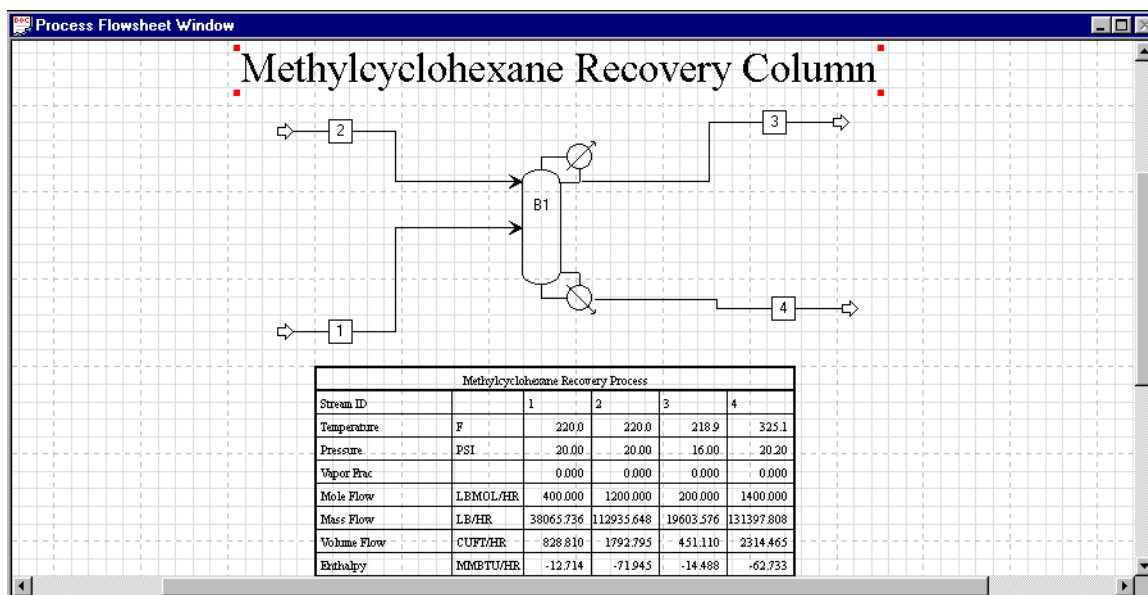 DOC
Process Flowsheet Window
Methylcyclohexane Recovery Column
2
3
B1
4
1
Methylcyclohexane Recovery Process
Stream ID 1 2 3 4
Temperature F 220.0 220.0 218.9 325.1
Pressure PSI 20.00 20.00 16.00 20.20
Vapor Frac 0.000 0.000 0.000 0.000
Mole Flow LBMOL/HR 400.000 1200.000 200.000 1400.000
Mass Flow LB/HR 38065.736 112935.648 19603.576 131397.808
Volume Flow CUFT/HR 828.810 1792.795 451.110 2314.465
Enthalpy MMBTU/HR -12.714 -71.945 -14.488 -62.733